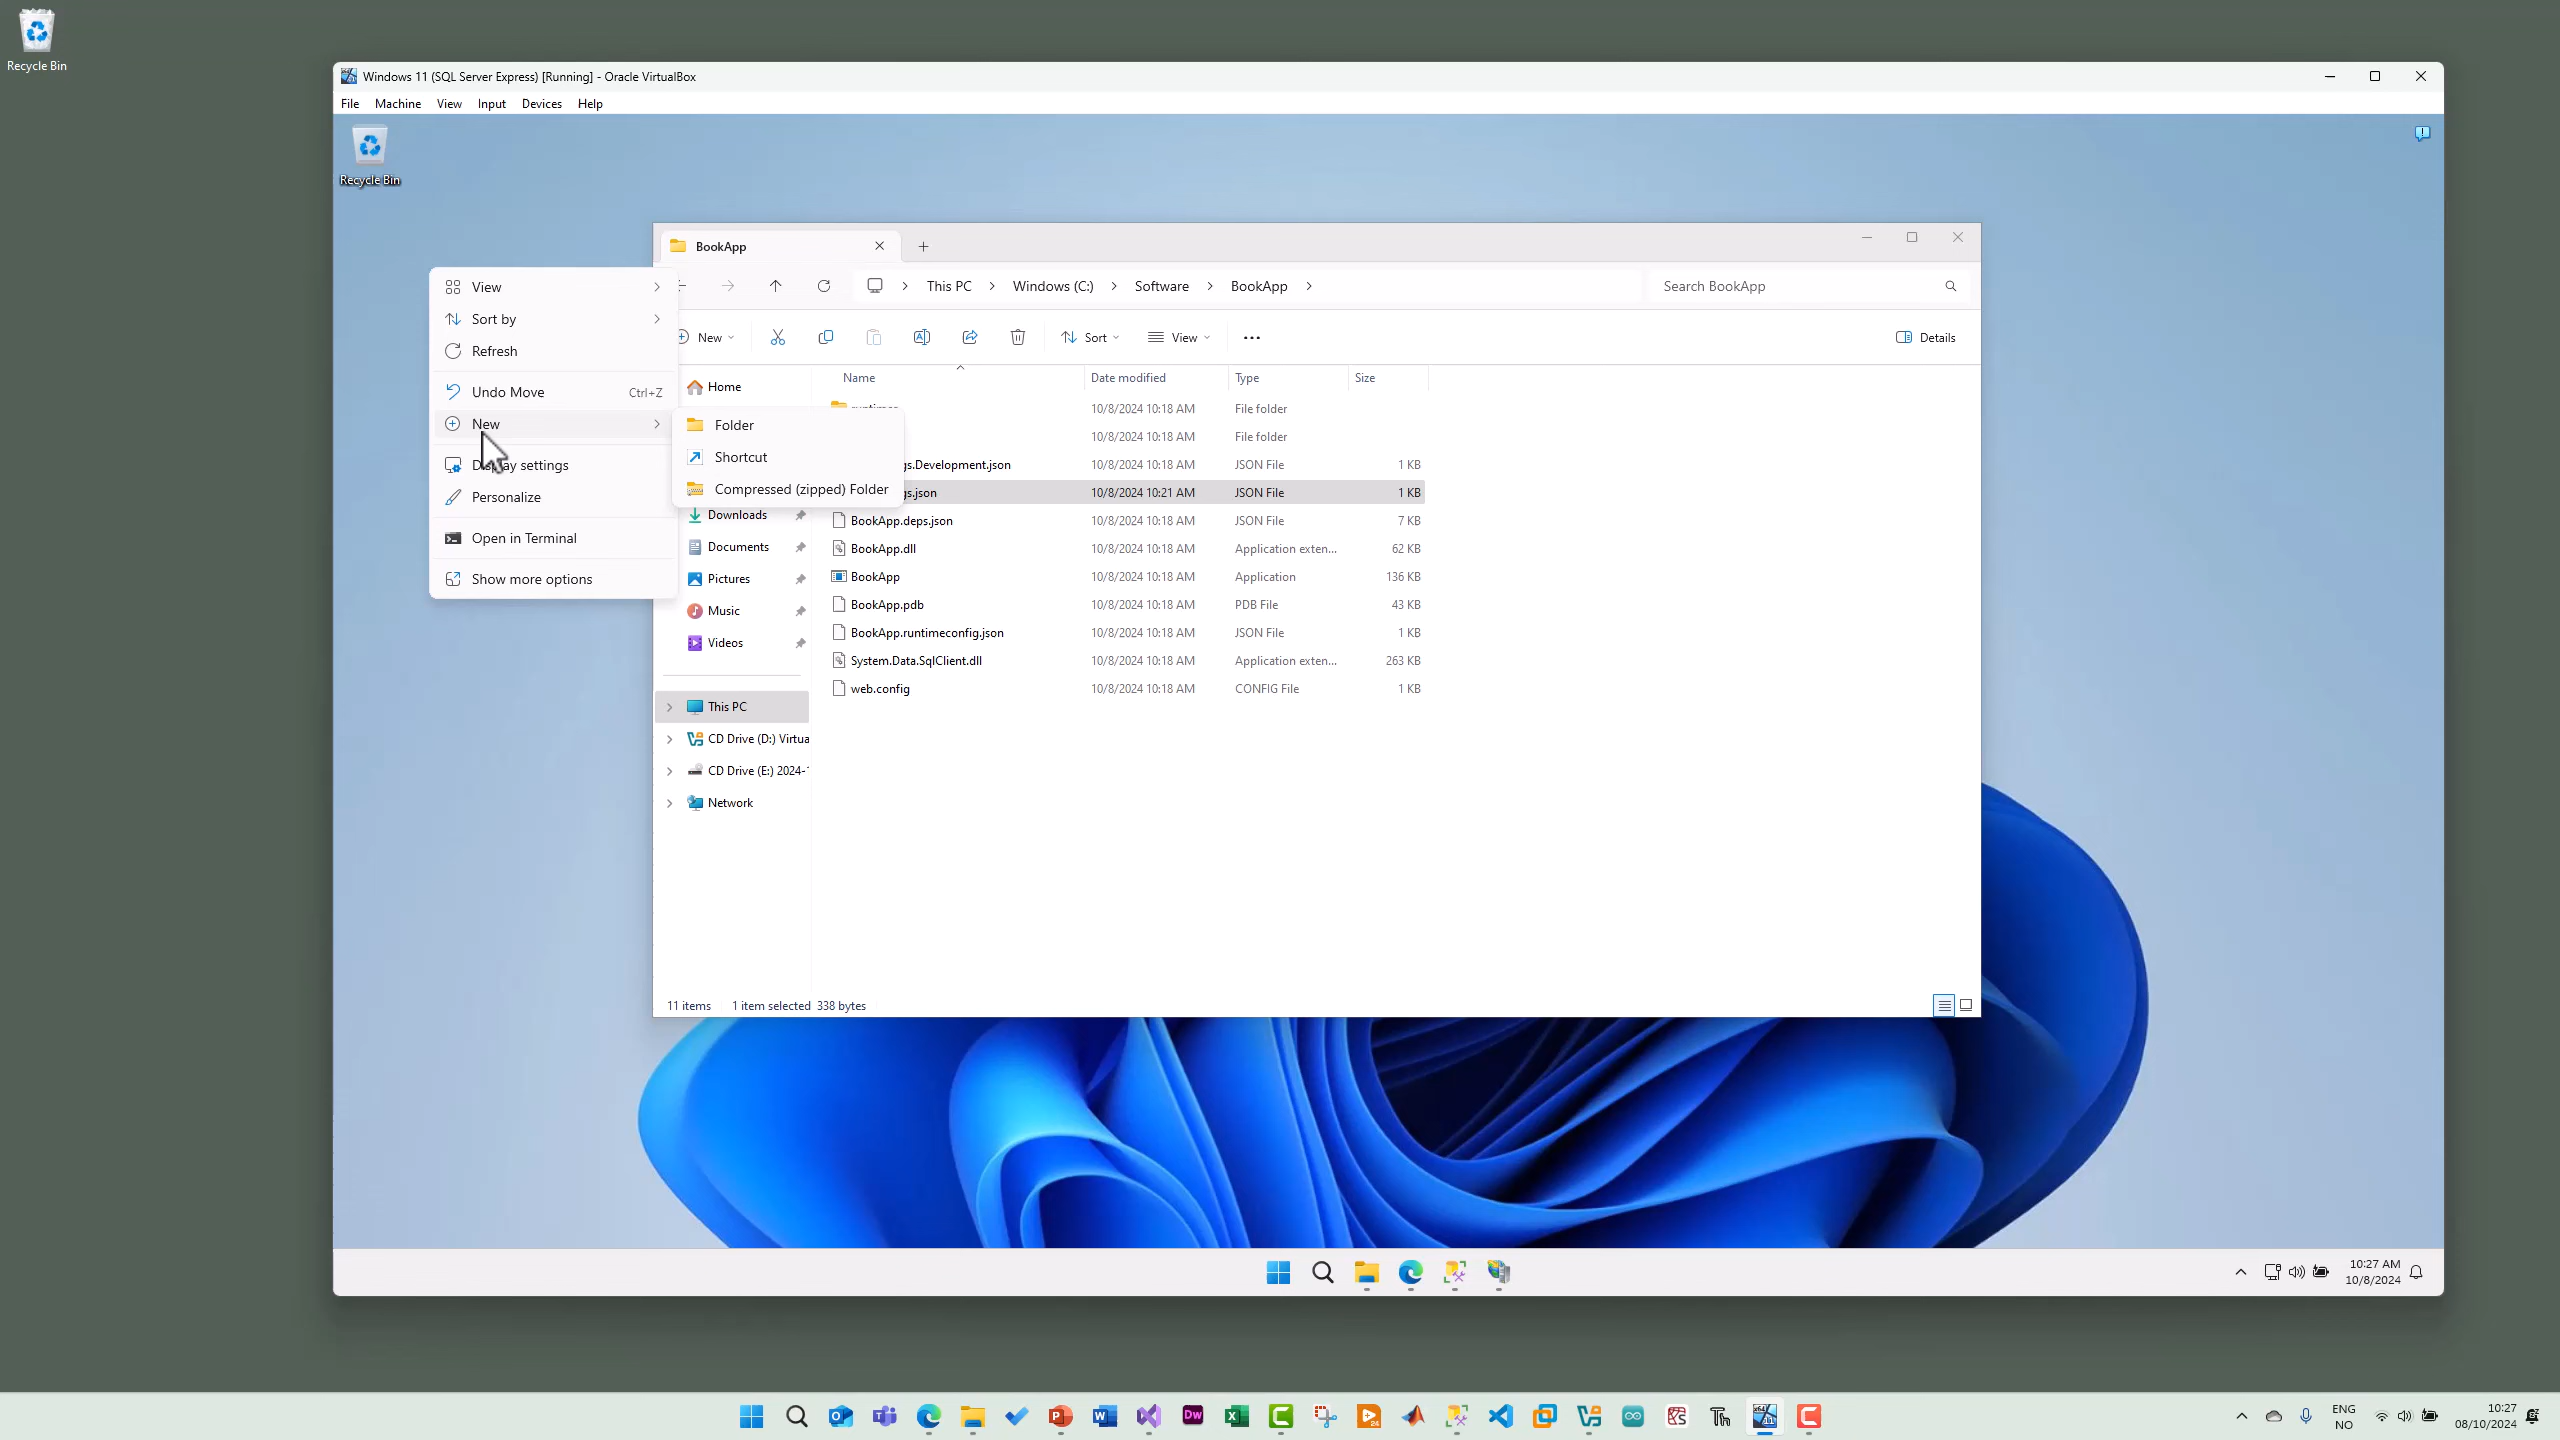 Recycle Bin
Windows 11 (SQL Server Express) [Running] - Oracle VirtualBox
File Machine View Input Devices Help
Recycle Bin
BookApp
This PC > Windows (C:) > Software > BookApp >
Search BookApp
New
Sort
View
Details
View
Sort by
Refresh
Undo Move Ctrl+Z
New
Display settings
Personalize
Open in Terminal
Show more options
Folder
Shortcut
Compressed (zipped) Folder
Home
Downloads
Documents
Pictures
Music
Videos
This PC
CD Drive (D:) Virtua
CD Drive (E:) 2024-1
Network
Name Date modified Type Size
10/8/2024 10:18 AM File folder
10/8/2024 10:18 AM File folder
gs.Development.json 10/8/2024 10:18 AM JSON File 1 KB
gs.json 10/8/2024 10:21 AM JSON File 1 KB
BookApp.deps.json 10/8/2024 10:18 AM JSON File 7 KB
BookApp.dll 10/8/2024 10:18 AM Application exten... 62 KB
BookApp 10/8/2024 10:18 AM Application 136 KB
BookApp.pdb 10/8/2024 10:18 AM PDB File 43 KB
BookApp.runtimeconfig.json 10/8/2024 10:18 AM JSON File 1 KB
System.Data.SqlClient.dll 10/8/2024 10:18 AM Application exten... 263 KB
web.config 10/8/2024 10:18 AM CONFIG File 1 KB
11 items 1 item selected 338 bytes
10:27 AM
10/8/2024
ENG
NO
10:27
08/10/2024